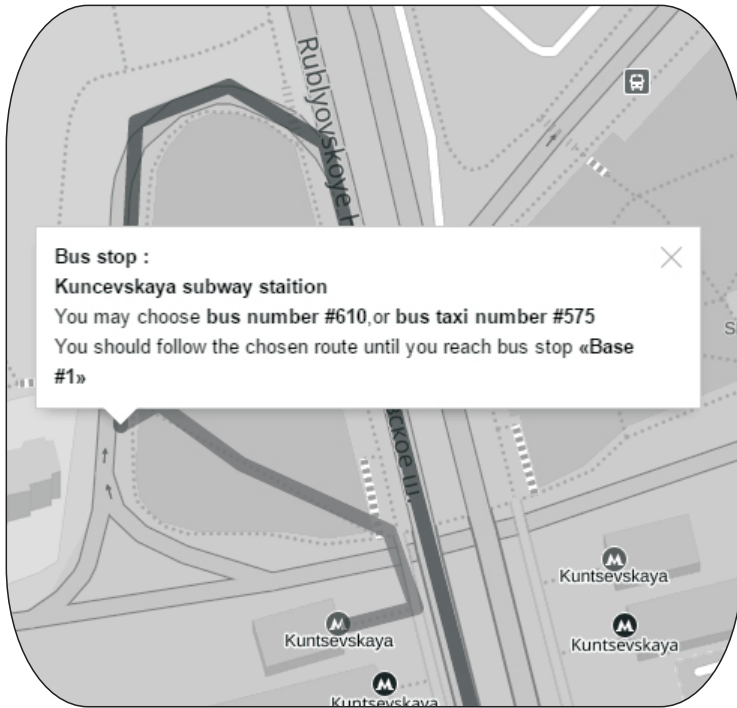 Rublyovskoye h
Bus stop :
Kuncevskaya subway staition
You may choose bus number #610,or bus taxi number #575
You should follow the chosen route until you reach bus stop «Base
#1»
S
вское ш.
Kuntsevskaya
Kuntsevskaya
Kuntsevskaya
Kuntsevskaya